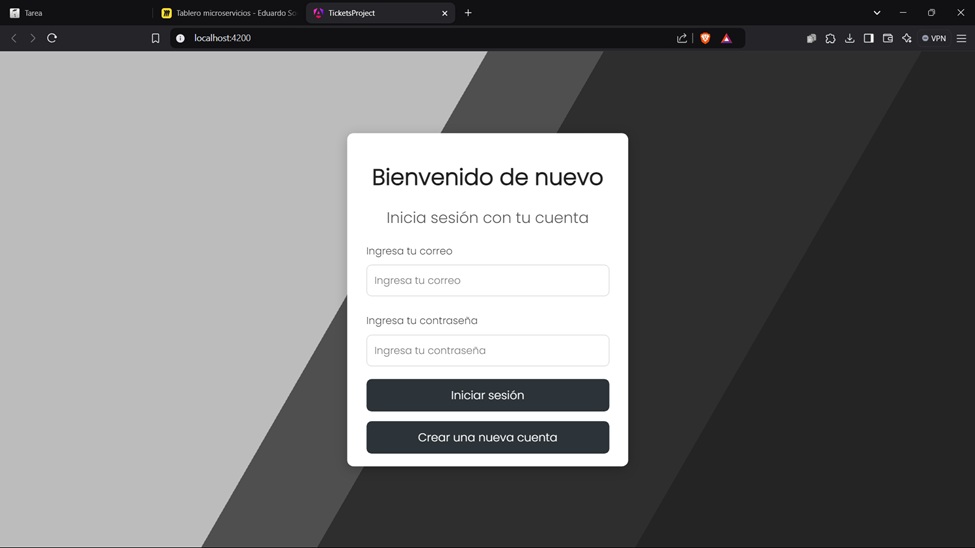 Tarea
Tablero microservicios - Eduardo So
TicketsProject
localhost:4200
VPN
Bienvenido de nuevo
Inicia sesión con tu cuenta
Ingresa tu correo
Ingresa tu correo
Ingresa tu contraseña
Ingresa tu contraseña
Iniciar sesión
Crear una nueva cuenta